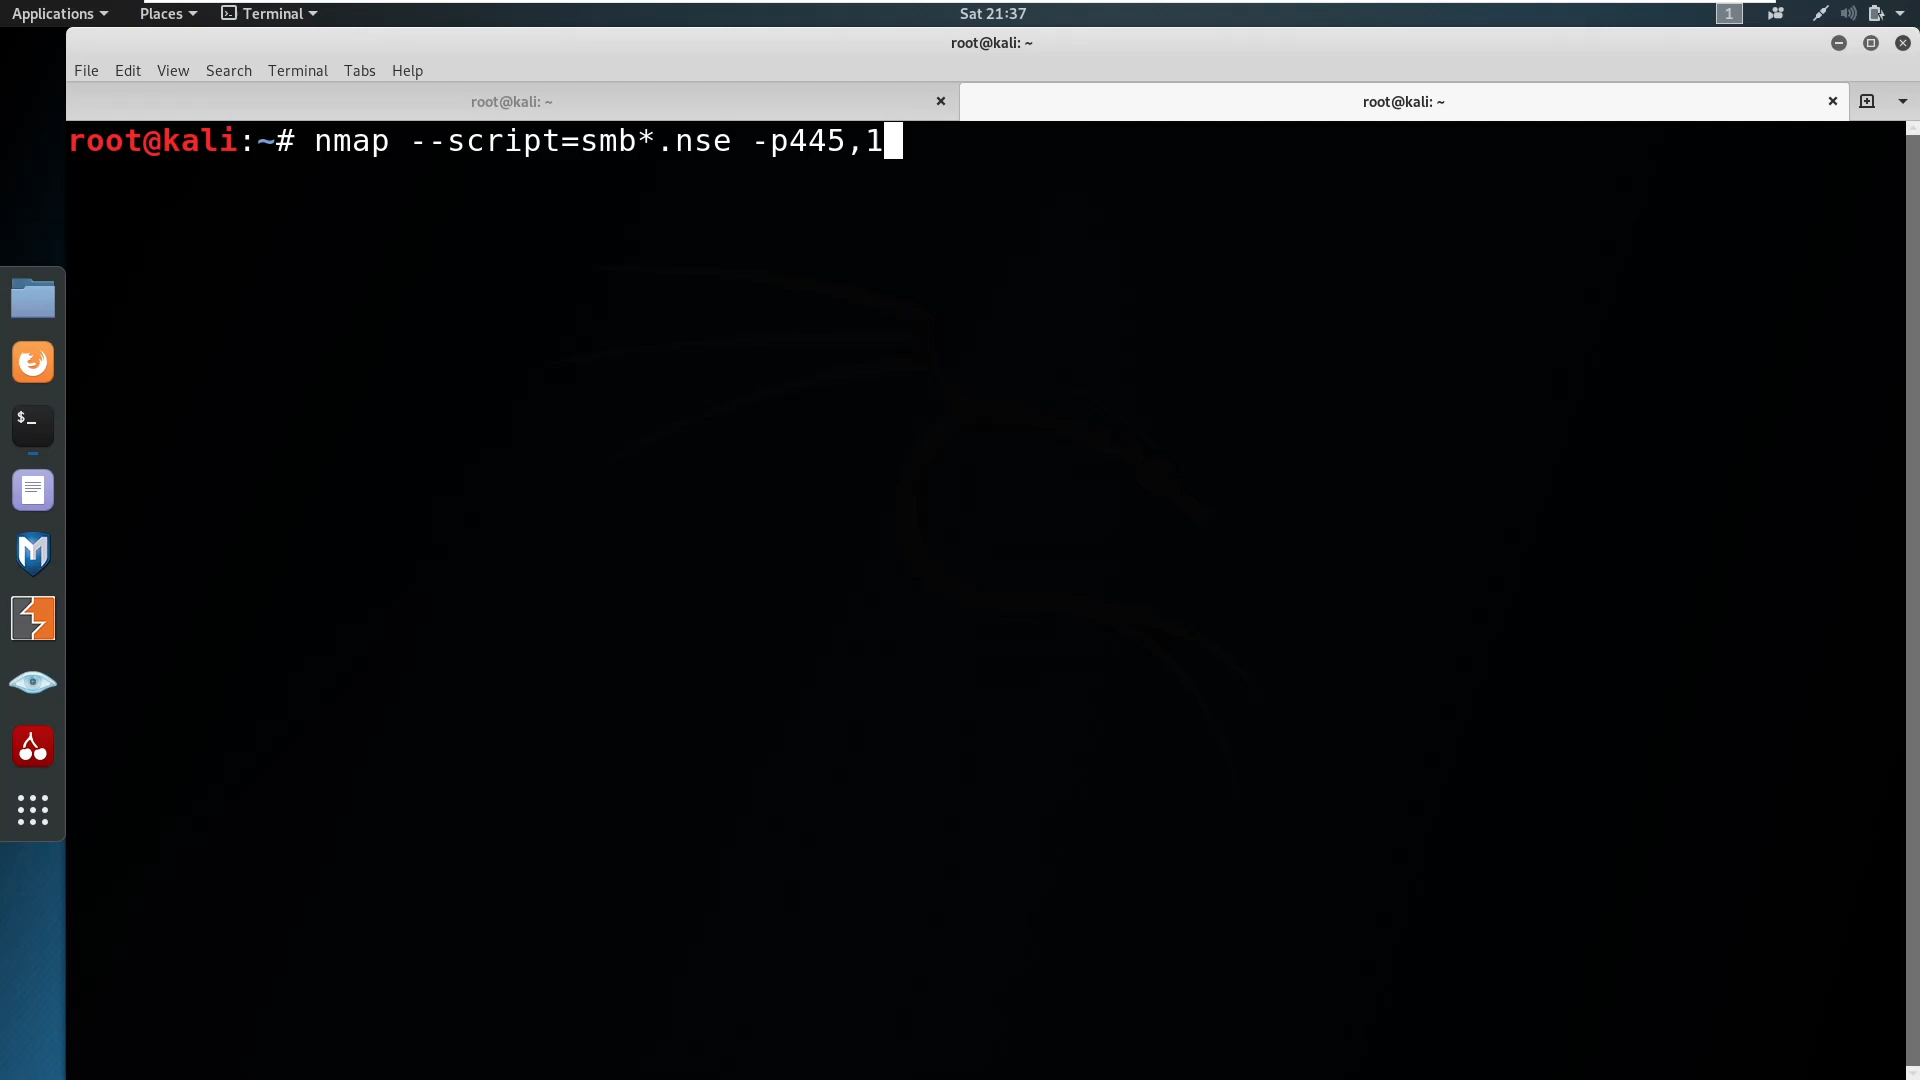 Applications Places Terminal Sat 21:37 1
root@kali: ~
File Edit View Search Terminal Tabs Help
root@kali: ~ root@kali: ~
root@kali:~# nmap --script=smb*.nse -p445,1
$_